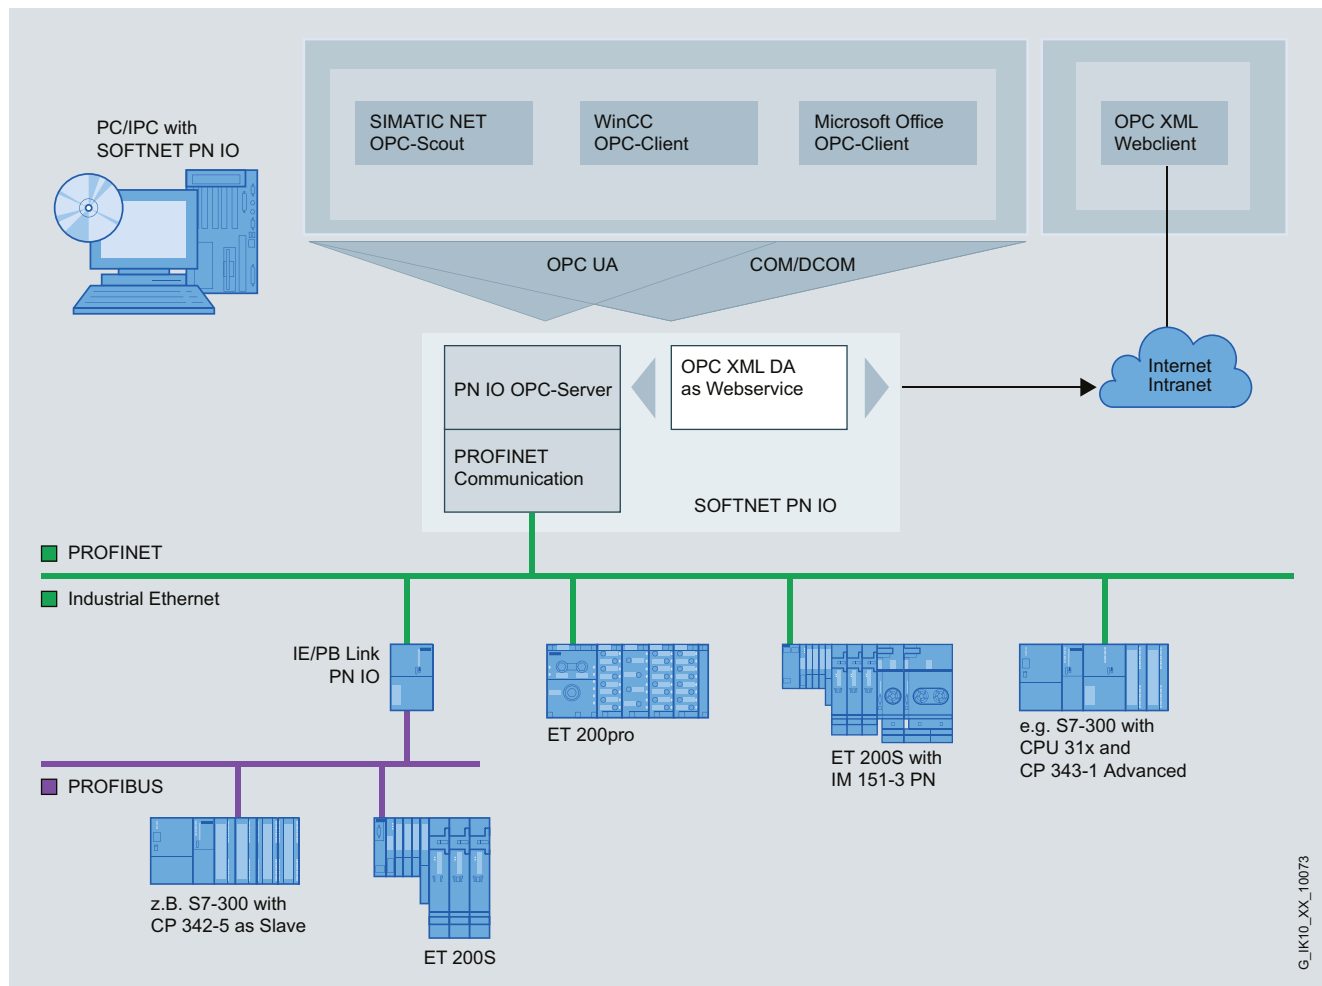 PC/IPC with
SOFTNET PN IO
SIMATIC NET
OPC-Scout
WinCC
OPC-Client
Microsoft Office
OPC-Client
OPC XML
Webclient
OPC UA
COM/DCOM
PN IO OPC-Server
OPC XML DA
as Webservice
Internet
Intranet
PROFINET
Communication
SOFTNET PN IO
PROFINET
Industrial Ethernet
IE/PB Link
PN IO
ET 200pro
ET 200S with
IM 151-3 PN
e.g. S7-300 with
CPU 31x and
CP 343-1 Advanced
PROFIBUS
z.B. S7-300 with
CP 342-5 as Slave
ET 200S
G_IK10_XX_10073